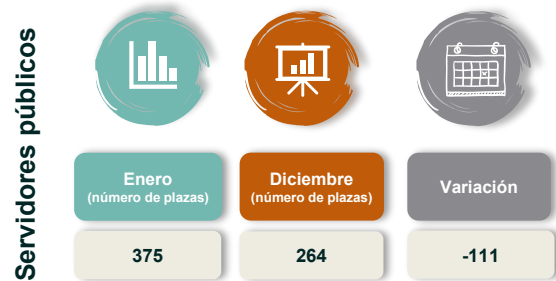 Servidores públicos
Enero
(número de plazas)
Diciembre
(número de plazas)
Variación
375
264
-111